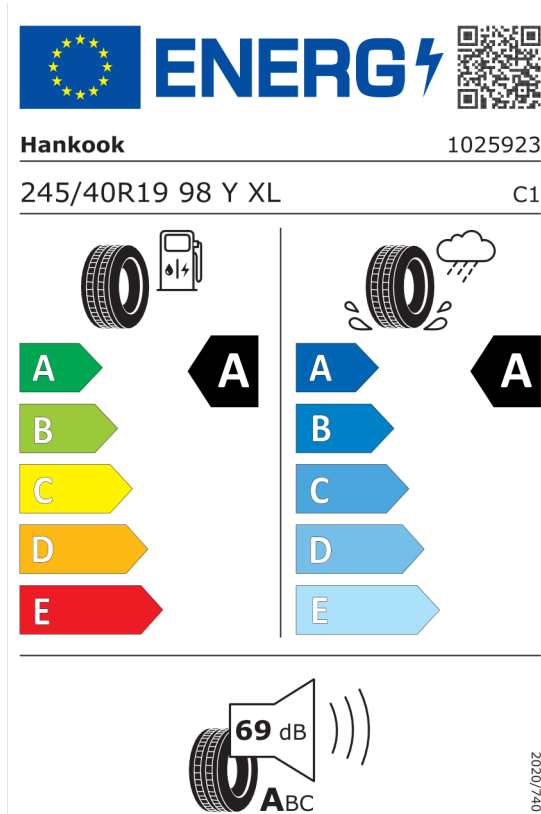 ENERG
Hankook 1025923
245/40R19 98 Y XL C1
A A A A
B B
C C
D D
E E
69 dB
ABC
2020/740